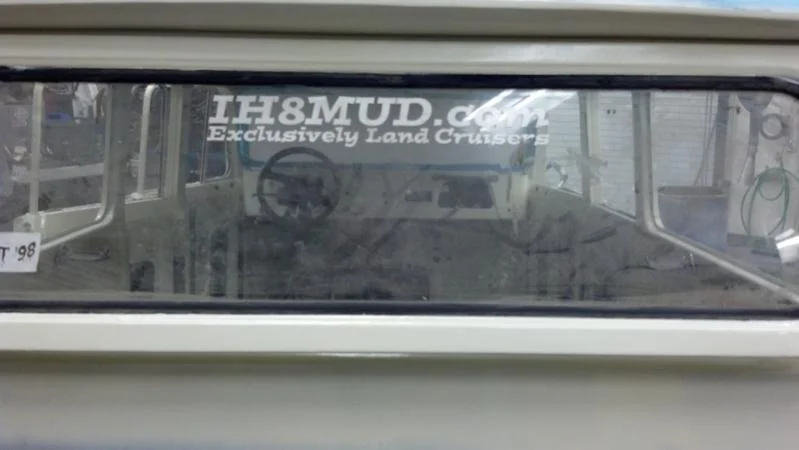 IH8MUD.com
Exclusively Land Cruisers
T '98